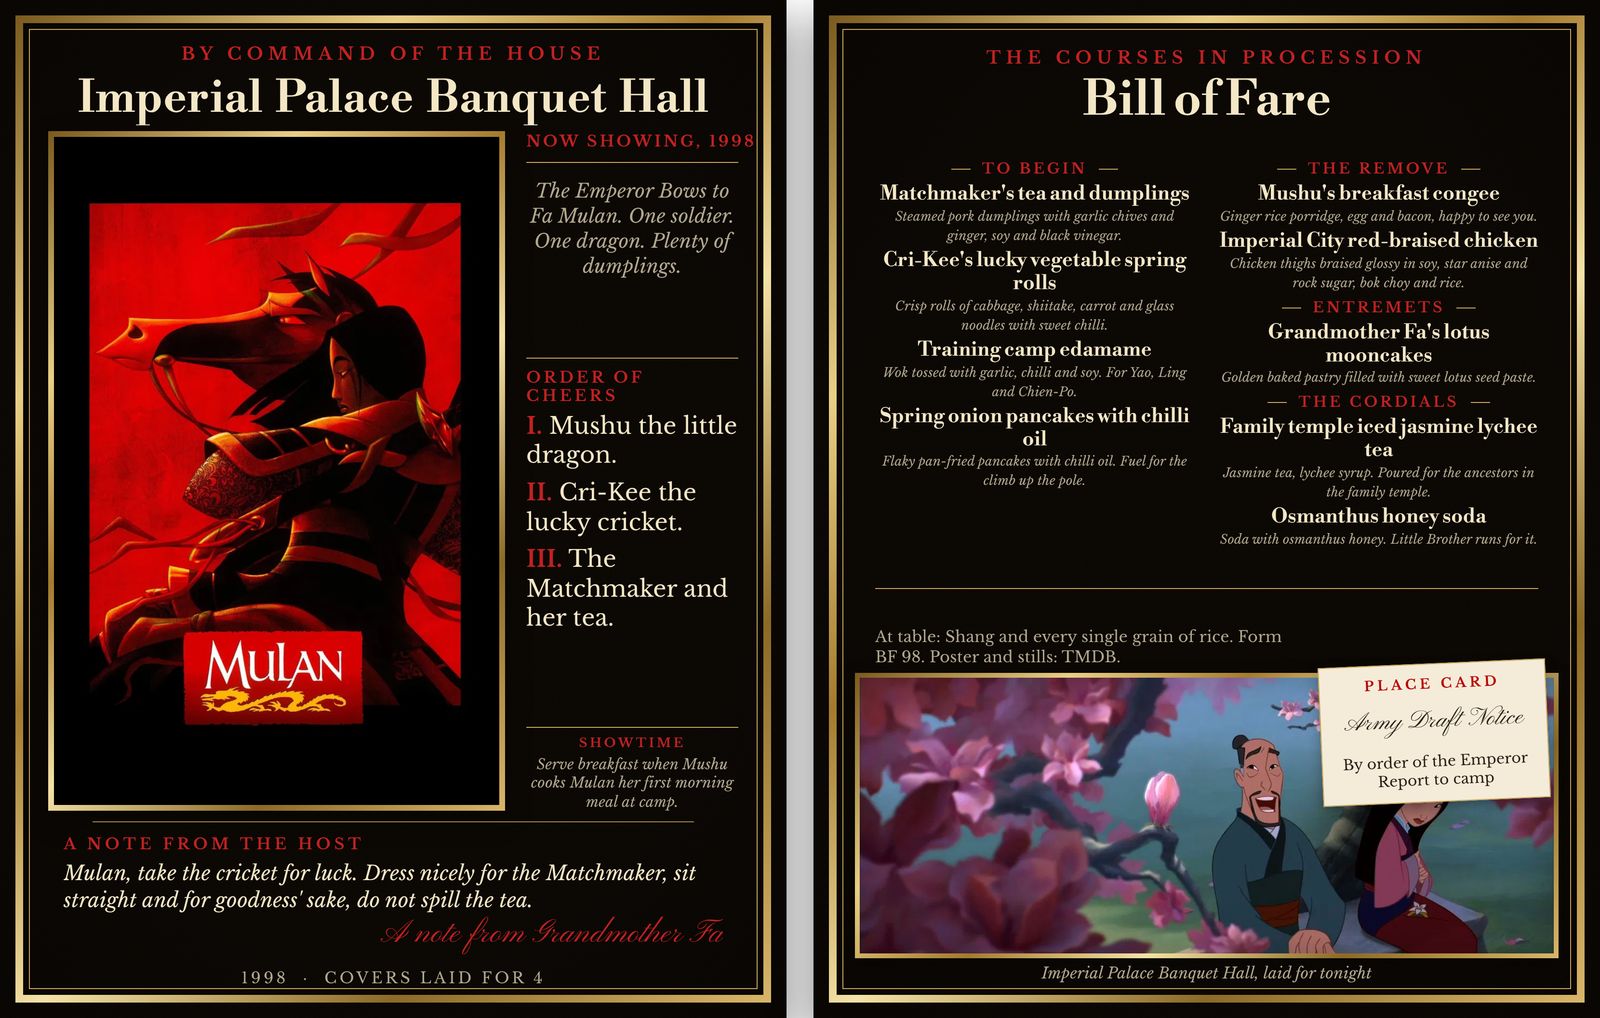 BY COMMAND OF THE HOUSE
Imperial Palace Banquet Hall
NOW SHOWING, 1998
The Emperor Bows to
Fa Mulan. One soldier.
One dragon. Plenty of
dumplings.
MULAN
ORDER OF
CHEERS
I. Mushu the little
dragon.
II. Cri-Kee the
lucky cricket.
III. The
Matchmaker and
her tea.
SHOWTIME
Serve breakfast when Mushu
cooks Mulan her first morning
meal at camp.
A NOTE FROM THE HOST
Mulan, take the cricket for luck. Dress nicely for the Matchmaker, sit
straight and for goodness' sake, do not spill the tea.
A note from Grandmother Fa
1998 · COVERS LAID FOR 4
THE COURSES IN PROCESSION
Bill of Fare
— TO BEGIN —
Matchmaker's tea and dumplings
Steamed pork dumplings with garlic chives and
ginger, soy and black vinegar.
Cri-Kee's lucky vegetable spring
rolls
Crisp rolls of cabbage, shiitake, carrot and glass
noodles with sweet chilli.
Training camp edamame
Wok tossed with garlic, chilli and soy. For Yao, Ling
and Chien-Po.
Spring onion pancakes with chilli
oil
Flaky pan-fried pancakes with chilli oil. Fuel for the
climb up the pole.
— THE REMOVE —
Mushu's breakfast congee
Ginger rice porridge, egg and bacon, happy to see you.
Imperial City red-braised chicken
Chicken thighs braised glossy in soy, star anise and
rock sugar, bok choy and rice.
— ENTREMETS —
Grandmother Fa's lotus
mooncakes
Golden baked pastry filled with sweet lotus seed paste.
— THE CORDIALS —
Family temple iced jasmine lychee
tea
Jasmine tea, lychee syrup. Poured for the ancestors in
the family temple.
Osmanthus honey soda
Soda with osmanthus honey. Little Brother runs for it.
At table: Shang and every single grain of rice. Form
BF 98. Poster and stills: TMDB.
PLACE CARD
Army Draft Notice
By order of the Emperor
Report to camp
Imperial Palace Banquet Hall, laid for tonight